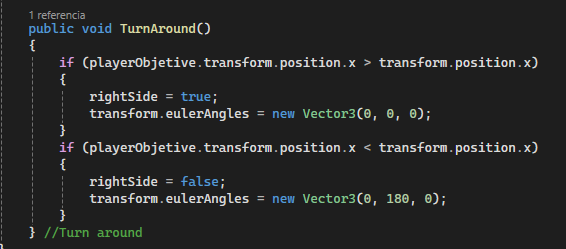 1 referencia
public void TurnAround()
{
if (playerObjetive.transform.position.x > transform.position.x)
{
rightSide = true;
transform.eulerAngles = new Vector3(0, 0, 0);
}
if (playerObjetive.transform.position.x < transform.position.x)
{
rightSide = false;
transform.eulerAngles = new Vector3(0, 180, 0);
}
} //Turn around